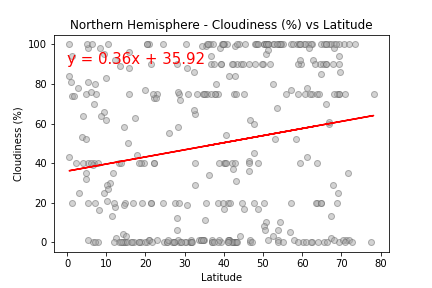 Northern Hemisphere - Cloudiness (%) vs Latitude
100
y = 0.36x + 35.92
80
60
40
20
0
Cloudiness (%)
0 10 20 30 40 50 60 70 80
Latitude